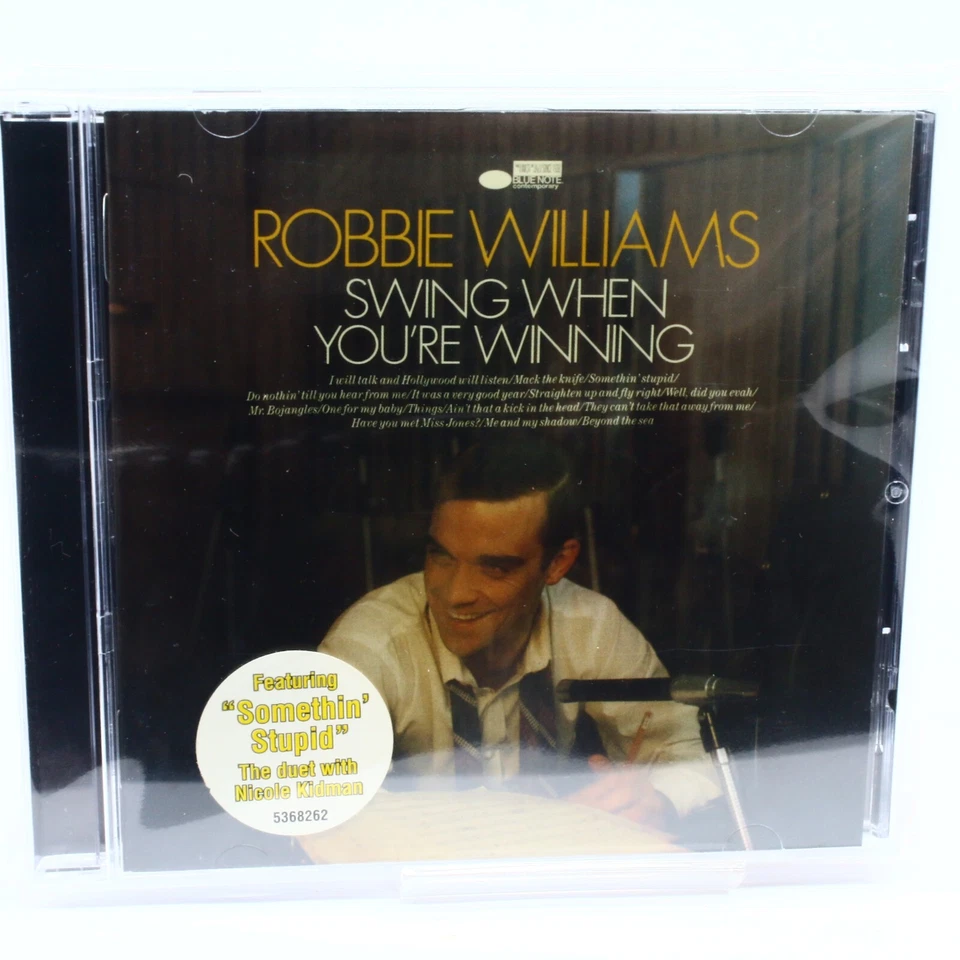 BLUE NOTE
contemporary
ROBBIE WILLIAMS
SWING WHEN
YOU'RE WINNING
I will talk and Hollywood will listen/Mack the knife/Somethin' stupid/
Do nothin' till you hear from me/It was a very good year/Straighten up and fly right/Well, did you evah/
Mr. Bojangles/One for my baby/Things/Ain't that a kick in the head/They can't take that away from me/
Have you met Miss Jones?/Me and my shadow/Beyond the sea
Featuring
"Somethin'
Stupid"
The duet with
Nicole Kidman
5368262